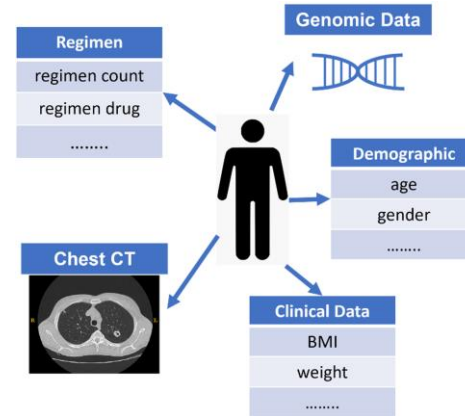 Genomic Data
Regimen
regimen count
regimen drug
........
Demographic
age
gender
........
Chest CT
R
L
Clinical Data
BMI
weight
........